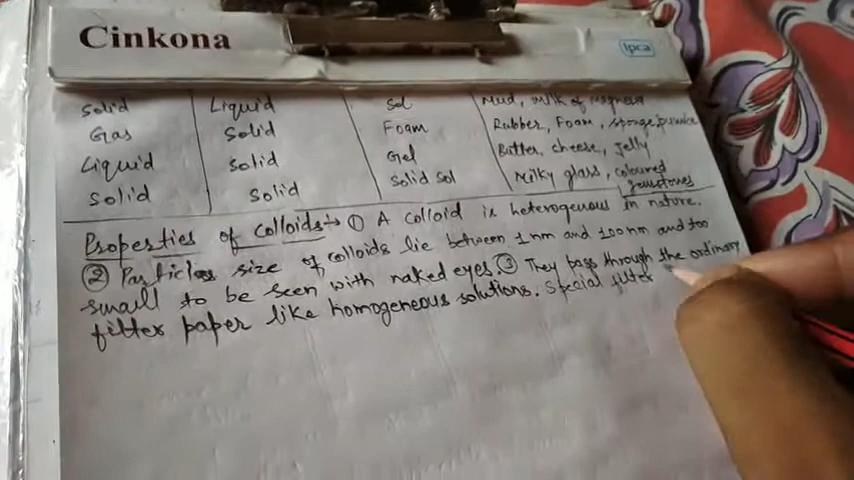 Cinkona
ipca
Solid Liquid Sol Mud, milk of magnesia
Gas Solid Foam Rubber, Foam, sponge, pumice
Liquid Solid Gel Butter, cheese, Jelly
Solid Solid Solid Sol Milky glass, coloured
gemstones
Properties of colloids:→ ① A colloid is heterogenous in nature.
② Particles size of colloids lie between 1nm and 100nm and too
small to be seen with naked eyes. ③ They pass through the ordinary
filter paper like homogeneous solutions. Special filter